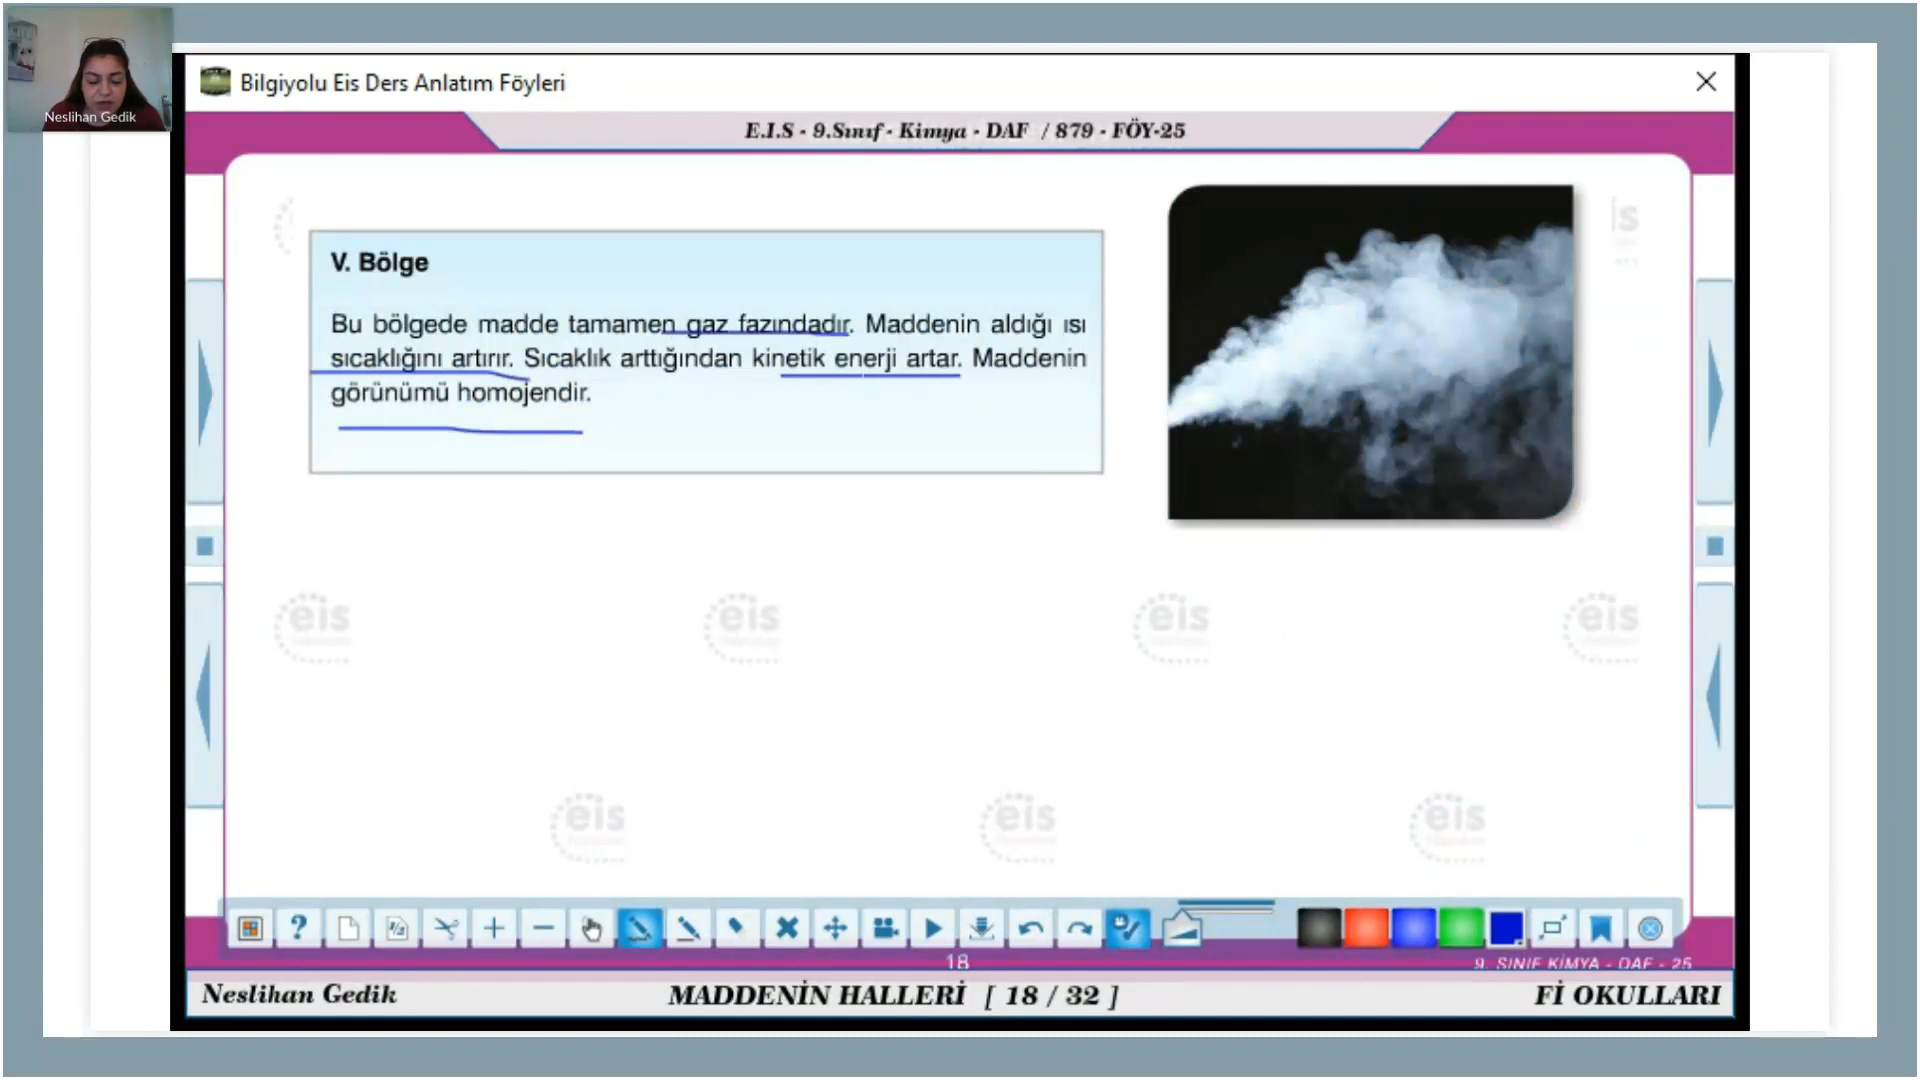 Neslihan Gedik
Bilgiyolu Eis Ders Anlatım Föyleri
E.I.S - 9.Sınıf - Kimya - DAF / 879 - FÖY-25
V. Bölge
Bu bölgede madde tamamen gaz fazındadır. Maddenin aldığı ısı
sıcaklığını artırır. Sıcaklık arttığından kinetik enerji artar. Maddenin
görünümü homojendir.
is
eis
eis
eis
eis
eis
eis
eis
18
9. SINIF KİMYA - DAF - 25
Neslihan Gedik
MADDENİN HALLERİ [ 18 / 32 ]
Fİ OKULLARI